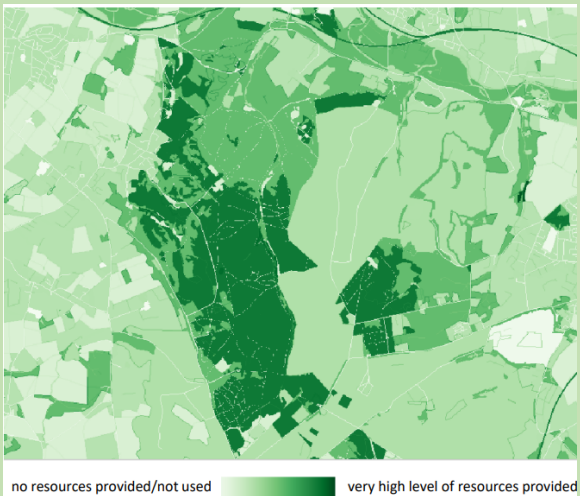 no resources provided/not used very high level of resources provided